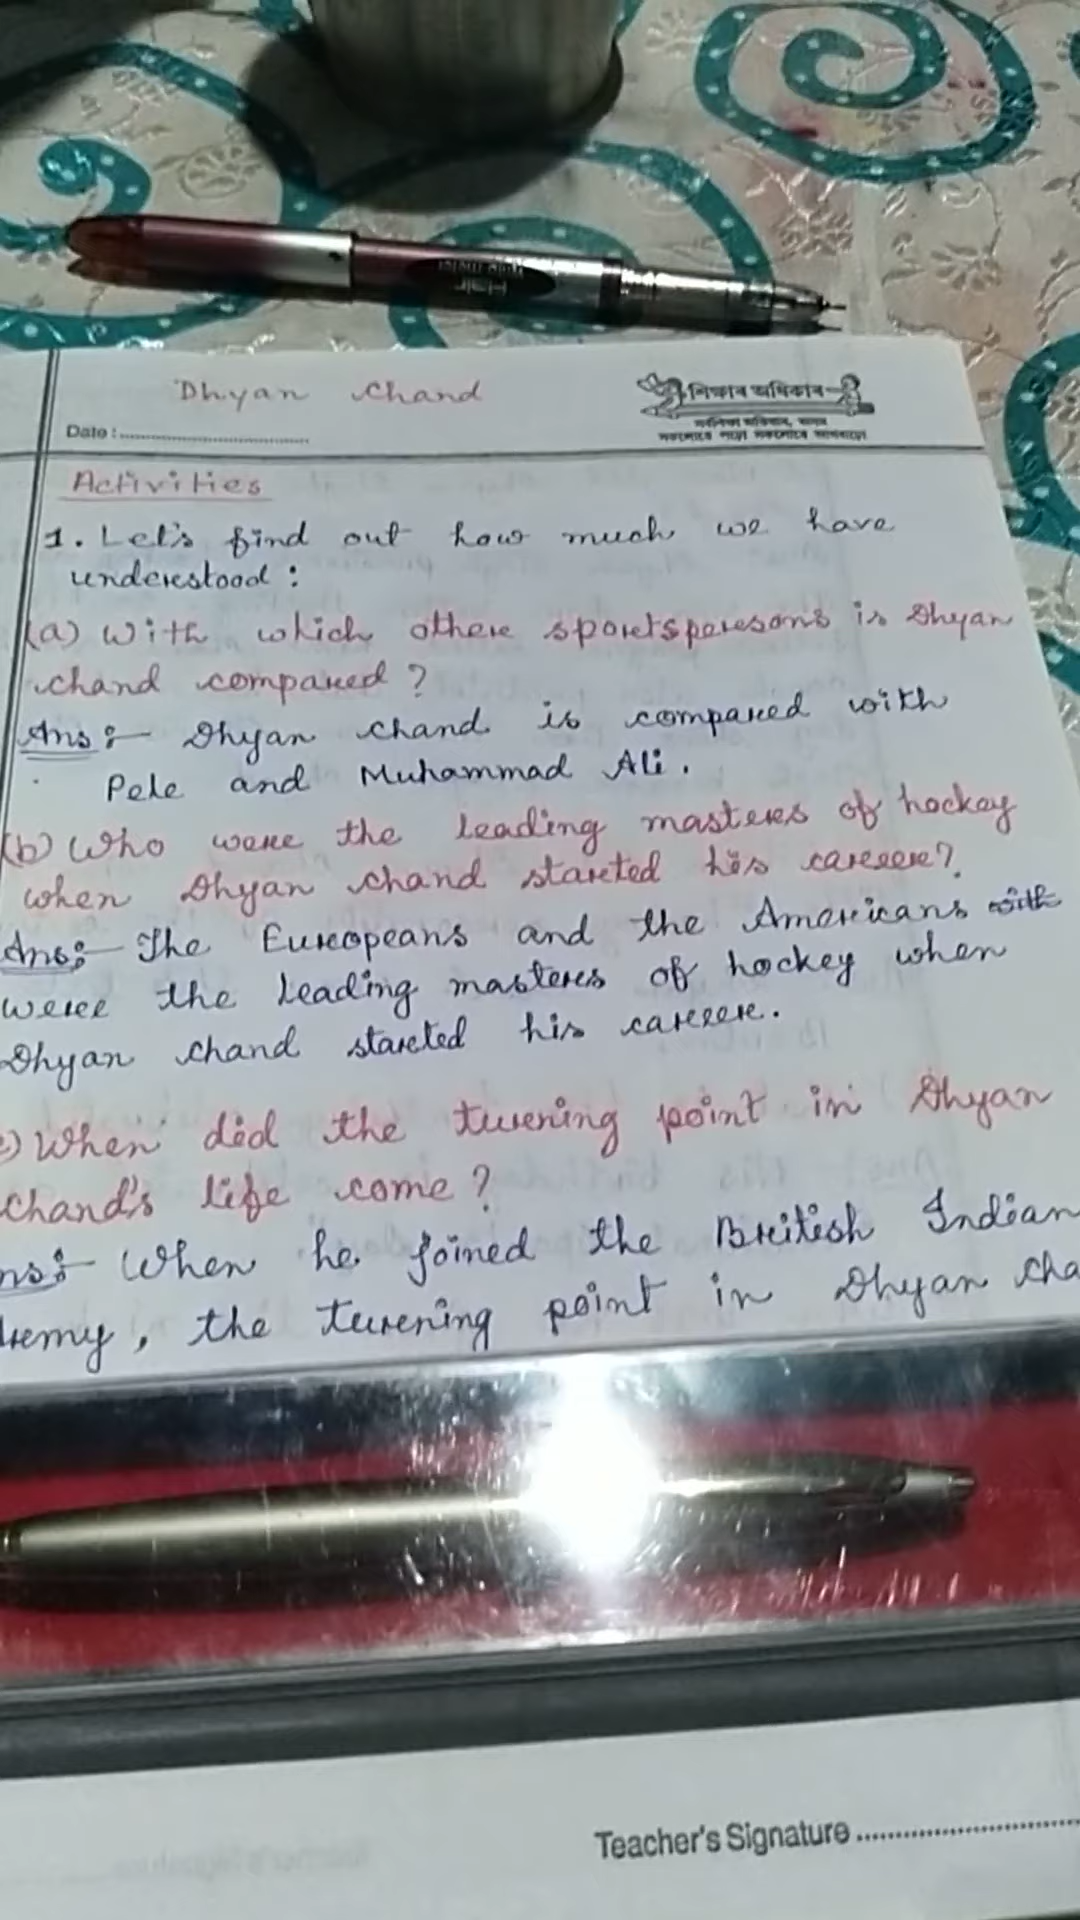 Dhyan Chand
শিক্ষাৰ অধিকাৰ
Date :
Activities
1. Let's find out how much we have
understood :
(a) With which other sportspersons is Dhyan
chand compared ?
Ans :- Dhyan chand is compared with
Pele and Muhammad Ali.
(b) Who were the leading masters of hockey
when Dhyan chand started his career?
Ans :- The Europeans and the Americans
were the leading masters of hockey when
Dhyan chand started his career.
c) When did the turning point in Dhyan
chand's life come ?
ns :- When he joined the British Indian
Army, the turning point in Dhyan cha
Teacher's Signature